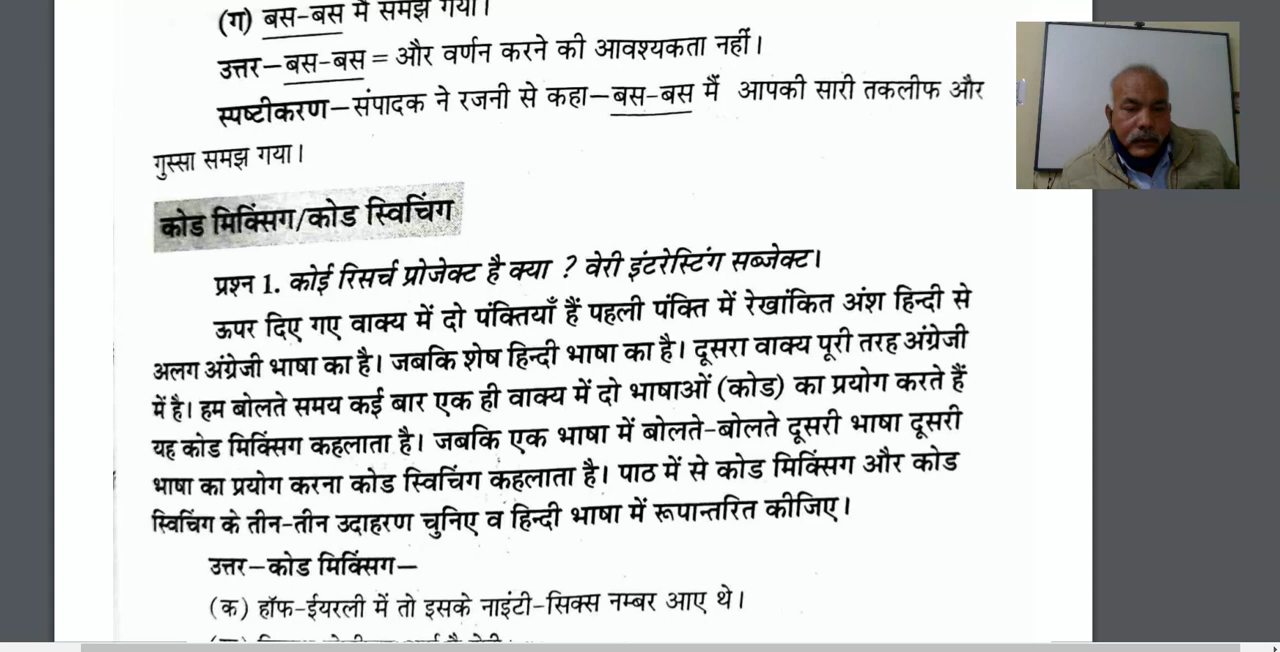 (ग) बस-बस मैं समझ गया।
उत्तर—बस-बस = और वर्णन करने की आवश्यकता नहीं।
स्पष्टीकरण—संपादक ने रजनी से कहा—बस-बस मैं आपकी सारी तकलीफ और
गुस्सा समझ गया।
कोड मिक्सिंग/कोड स्विचिंग
प्रश्न 1. कोई रिसर्च प्रोजेक्ट है क्या ? वेरी इंटरेस्टिंग सब्जेक्ट।
ऊपर दिए गए वाक्य में दो पंक्तियाँ हैं पहली पंक्ति में रेखांकित अंश हिन्दी से
अलग अंग्रेजी भाषा का है। जबकि शेष हिन्दी भाषा का है। दूसरा वाक्य पूरी तरह अंग्रेजी
में है। हम बोलते समय कई बार एक ही वाक्य में दो भाषाओं (कोड) का प्रयोग करते हैं
यह कोड मिक्सिंग कहलाता है। जबकि एक भाषा में बोलते-बोलते दूसरी भाषा दूसरी
भाषा का प्रयोग करना कोड स्विचिंग कहलाता है। पाठ में से कोड मिक्सिंग और कोड
स्विचिंग के तीन-तीन उदाहरण चुनिए व हिन्दी भाषा में रूपान्तरित कीजिए।
उत्तर—कोड मिक्सिंग—
(क) हॉफ-ईयरली में तो इसके नाइंटी-सिक्स नम्बर आए थे।